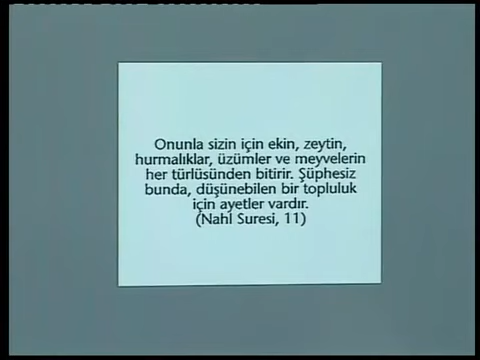 Onunla sizin için ekin, zeytin,
hurmalıklar, üzümler ve meyvelerin
her türlüsünden bitirir. Şüphesiz
bunda, düşünebilen bir topluluk
için ayetler vardır.
(Nahl Suresi, 11)